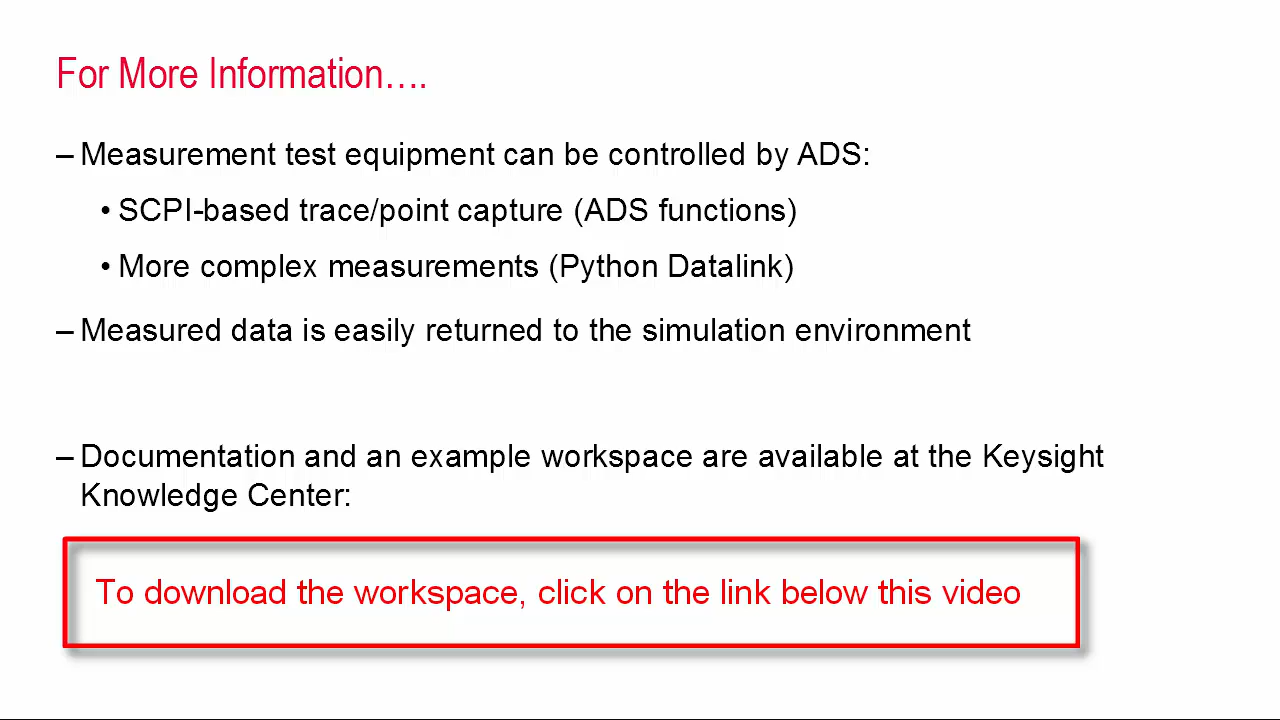 For More Information….
– Measurement test equipment can be controlled by ADS:
• SCPI-based trace/point capture (ADS functions)
• More complex measurements (Python Datalink)
– Measured data is easily returned to the simulation environment
– Documentation and an example workspace are available at the Keysight
Knowledge Center:
To download the workspace, click on the link below this video